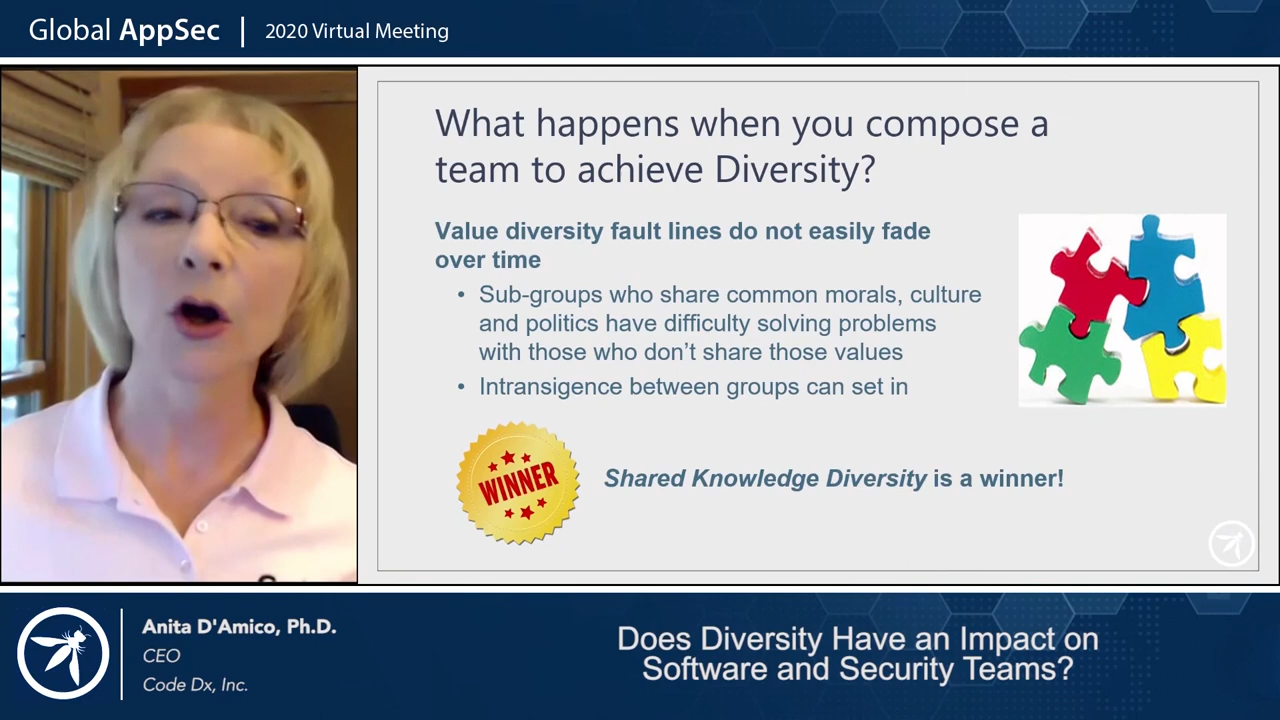 Global AppSec | 2020 Virtual Meeting
What happens when you compose a
team to achieve Diversity?
Value diversity fault lines do not easily fade
over time
• Sub-groups who share common morals, culture
and politics have difficulty solving problems
with those who don’t share those values
• Intransigence between groups can set in
WINNER
Shared Knowledge Diversity is a winner!
Anita D'Amico, Ph.D.
CEO
Code Dx, Inc.
Does Diversity Have an Impact on
Software and Security Teams?